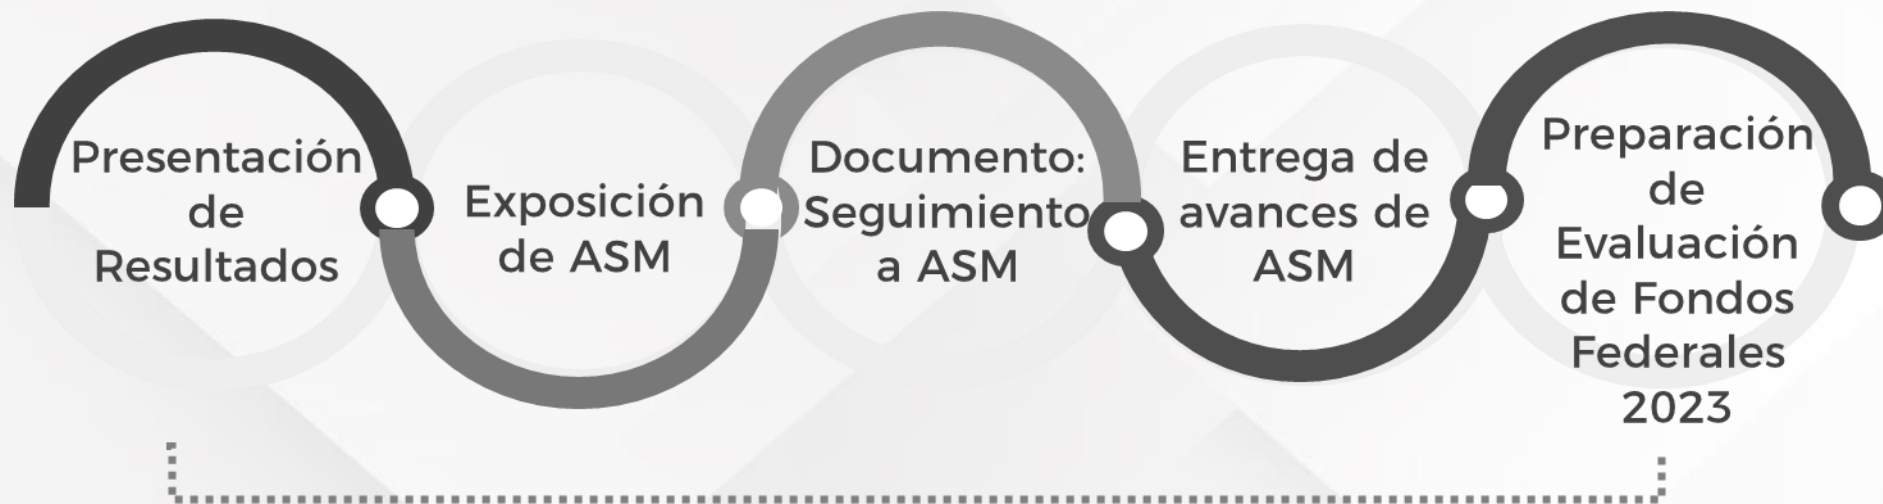 Presentación
de
Resultados
Exposición
de ASM
Documento:
Seguimiento
a ASM
Entrega de
avances de
ASM
Preparación
de
Evaluación
de Fondos
Federales
2023